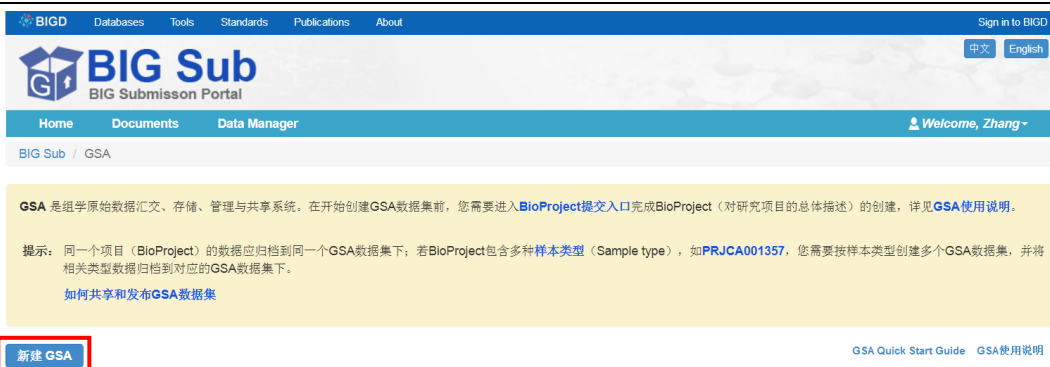 BIGD Databases Tools Standards Publications About Sign in to BIGD
中文 English
BIG Sub
BIG Submisson Portal
Home Documents Data Manager Welcome, Zhang
BIG Sub / GSA
GSA 是组学原始数据汇交、存储、管理与共享系统。在开始创建GSA数据集前，您需要进入BioProject提交入口完成BioProject（对研究项目的总体描述）的创建，详见GSA使用说明。
提示： 同一个项目（BioProject）的数据应归档到同一个GSA数据集下；若BioProject包含多种样本类型（Sample type），如PRJCA001357，您需要按样本类型创建多个GSA数据集，并将
相关类型数据归档到对应的GSA数据集下。
如何共享和发布GSA数据集
新建 GSA GSA Quick Start Guide GSA使用说明